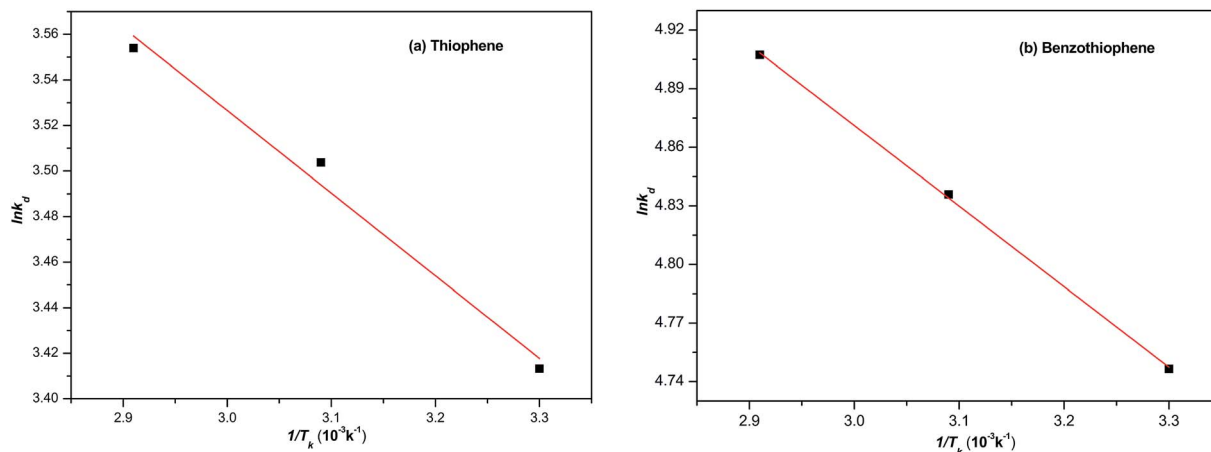 (a) Thiophene
3.56
3.54
3.52
3.50
3.48
3.46
3.44
3.42
3.40
lnk_d
2.9 3.0 3.1 3.2 3.3
1/T_k (10⁻³k⁻¹)
(b) Benzothiophene
4.92
4.89
4.86
4.83
4.80
4.77
4.74
lnk_d
2.9 3.0 3.1 3.2 3.3
1/T_k (10⁻³k⁻¹)